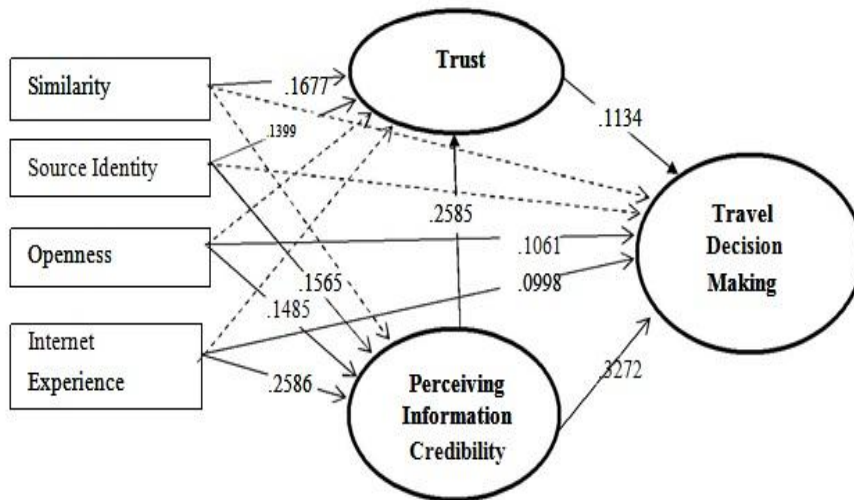 Trust
Similarity
.1677
.1399
.1134
Source Identity
.2585
Travel
Decision
Making
Openness
.1061
.1565
.0998
.1485
Internet
Experience
.2586
.3272
Perceiving
Information
Credibility